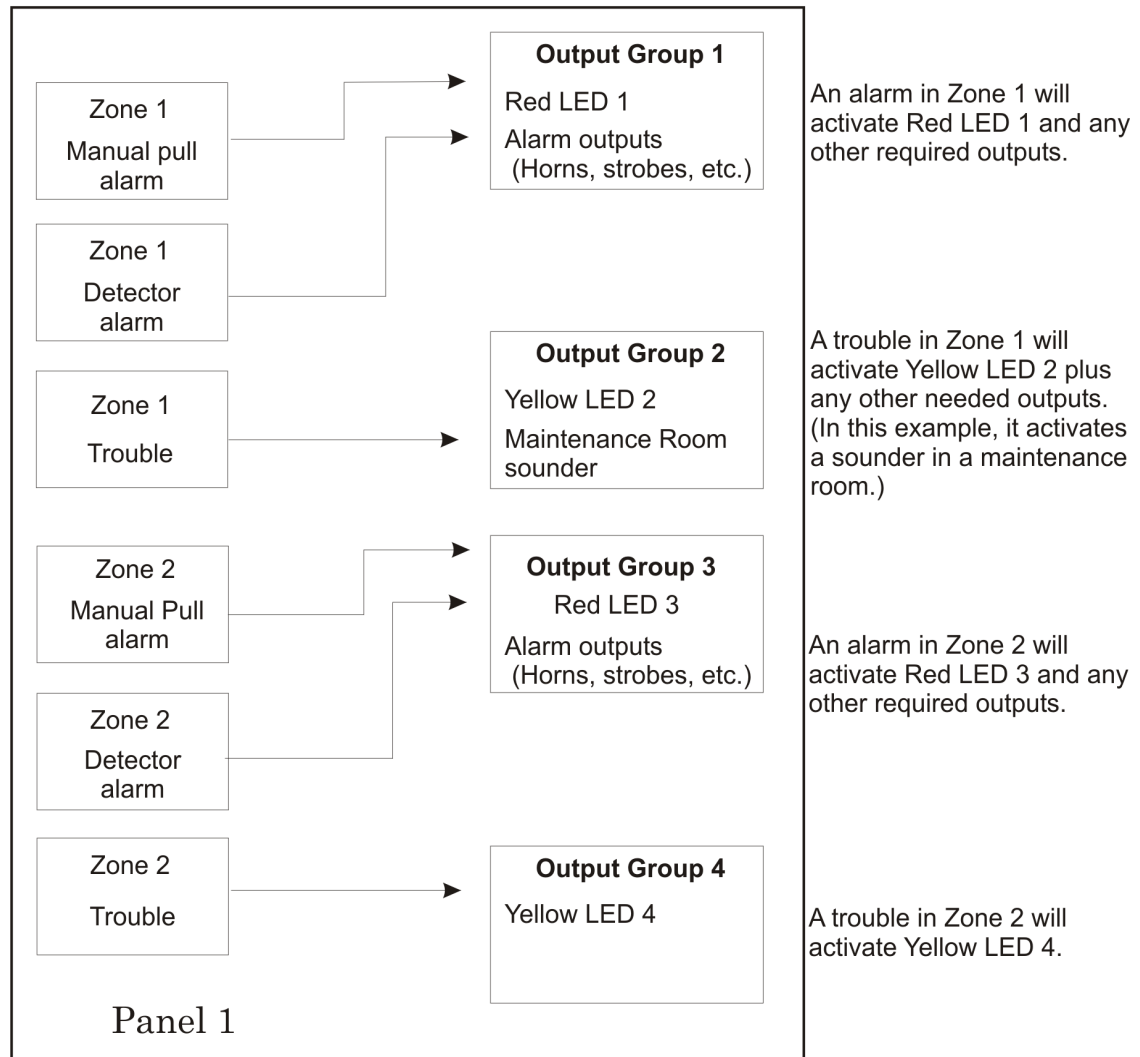 Zone 1
Manual pull
alarm
Zone 1
Detector
alarm
Zone 1
Trouble
Zone 2
Manual Pull
alarm
Zone 2
Detector
alarm
Zone 2
Trouble
Panel 1
Output Group 1
Red LED 1
Alarm outputs
(Horns, strobes, etc.)
Output Group 2
Yellow LED 2
Maintenance Room
sounder
Output Group 3
Red LED 3
Alarm outputs
(Horns, strobes, etc.)
Output Group 4
Yellow LED 4
An alarm in Zone 1 will
activate Red LED 1 and any
other required outputs.
A trouble in Zone 1 will
activate Yellow LED 2 plus
any other needed outputs.
(In this example, it activates
a sounder in a maintenance
room.)
An alarm in Zone 2 will
activate Red LED 3 and any
other required outputs.
A trouble in Zone 2 will
activate Yellow LED 4.